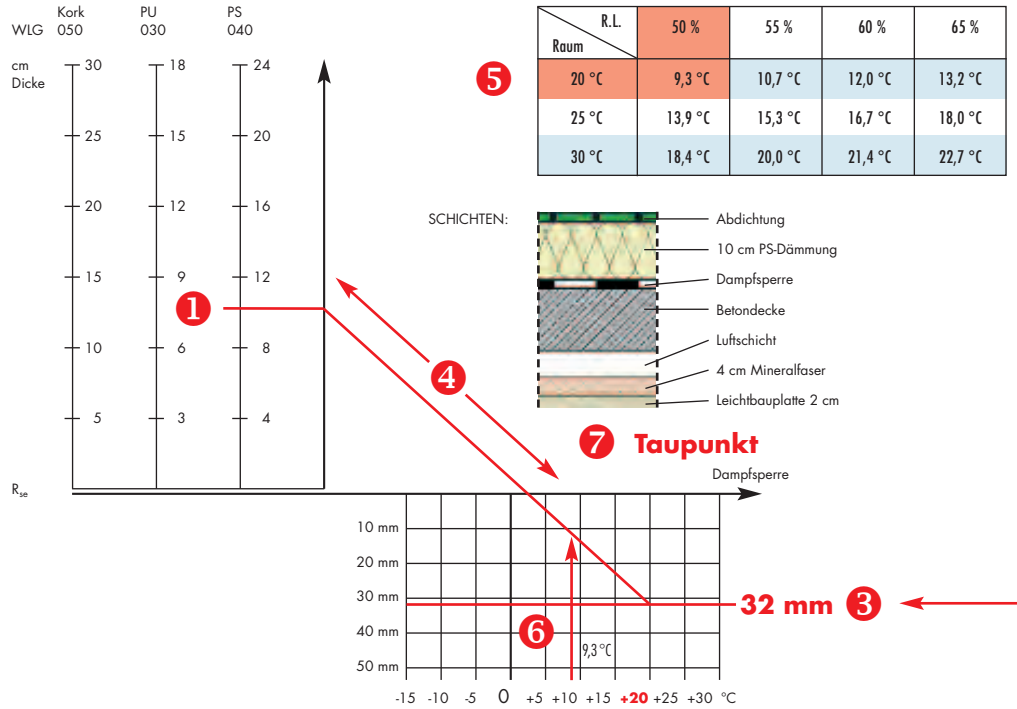 Kork PU PS
WLG 050 030 040
cm
Dicke
30 18 24
25 15 20
20 12 16
15 9 12
10 6 8
5 3 4
R_se
1
4
5
R.L. 50 % 55 % 60 % 65 %
Raum
20 °C 9,3 °C 10,7 °C 12,0 °C 13,2 °C
25 °C 13,9 °C 15,3 °C 16,7 °C 18,0 °C
30 °C 18,4 °C 20,0 °C 21,4 °C 22,7 °C
SCHICHTEN:
Abdichtung
10 cm PS-Dämmung
Dampfsperre
Betondecke
Luftschicht
4 cm Mineralfaser
Leichtbauplatte 2 cm
7 Taupunkt
Dampfsperre
10 mm
20 mm
30 mm
32 mm 3
40 mm
6
9,3 °C
50 mm
-15 -10 -5 0 +5 +10 +15 +20 +25 +30 °C